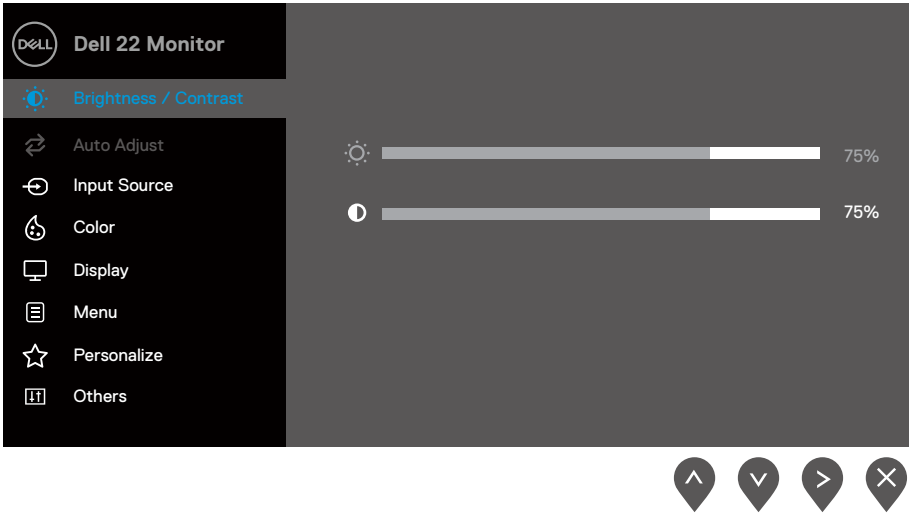 DELL
Dell 22 Monitor
Brightness / Contrast
Auto Adjust
75%
Input Source
75%
Color
Display
Menu
Personalize
Others